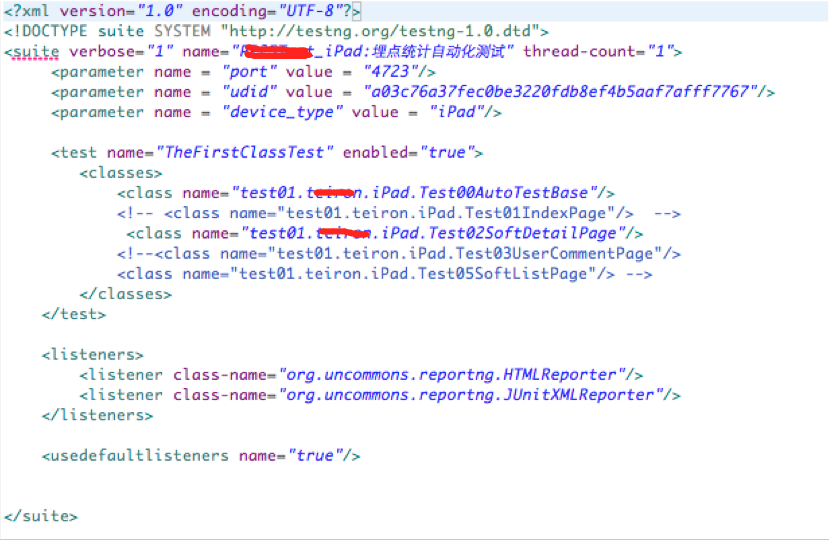 <?xml version="1.0" encoding="UTF-8"?>
<!DOCTYPE suite SYSTEM "http://testng.org/testng-1.0.dtd">
<suite verbose="1" name="t_iPad:埋点统计自动化测试" thread-count="1">
<parameter name = "port" value = "4723"/>
<parameter name = "udid" value = "a03c76a37fec0be3220fdb8ef4b5aaf7afff7767"/>
<parameter name = "device_type" value = "iPad"/>
<test name="TheFirstClassTest" enabled="true">
<classes>
<class name="test01.teiron.iPad.Test00AutoTestBase"/>
<!-- <class name="test01.teiron.iPad.Test01IndexPage"/> -->
<class name="test01.teiron.iPad.Test02SoftDetailPage"/>
<!--<class name="test01.teiron.iPad.Test03UserCommentPage"/>
<class name="test01.teiron.iPad.Test05SoftListPage"/> -->
</classes>
</test>
<listeners>
<listener class-name="org.uncommons.reportng.HTMLReporter"/>
<listener class-name="org.uncommons.reportng.JUnitXMLReporter"/>
</listeners>
<usedefaultlisteners name="true"/>
</suite>